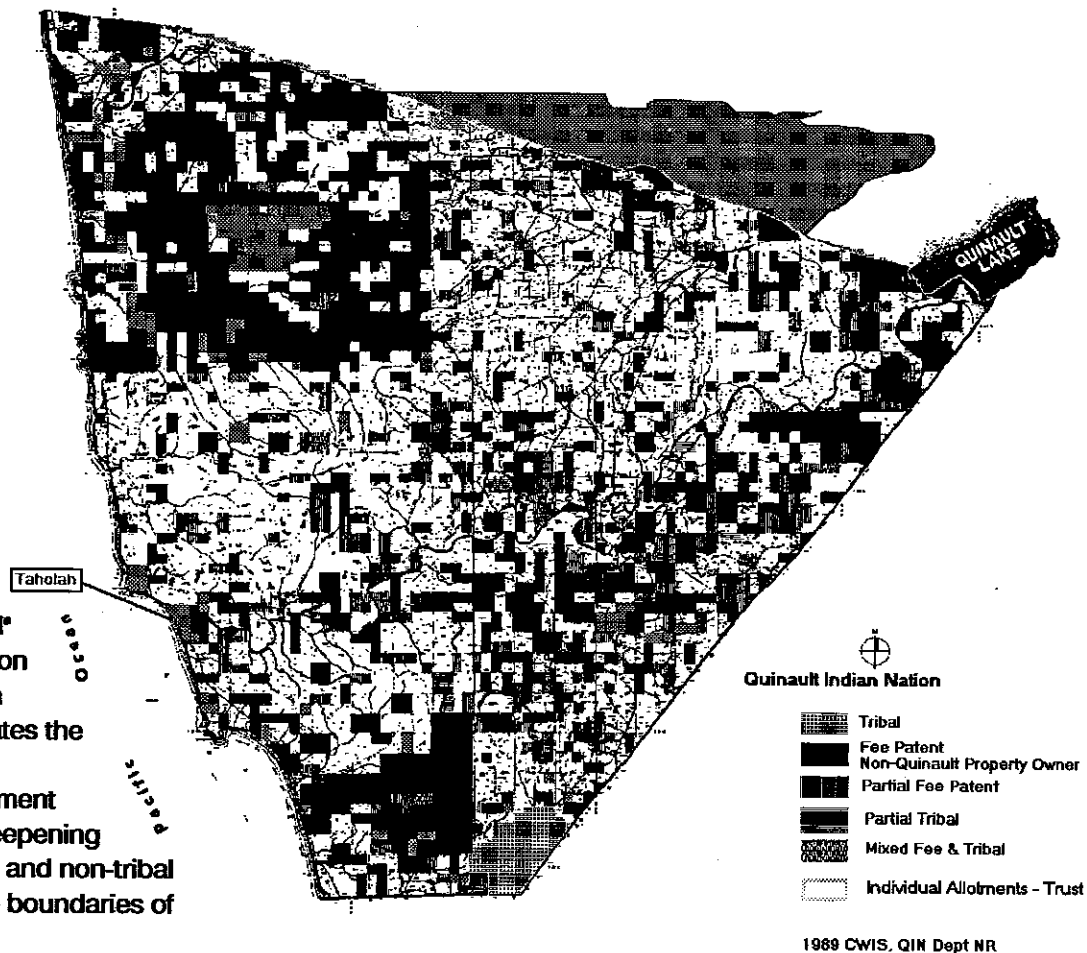 QUINAULT
LAKE
Taholah
Ocean
on
tes the
Pacific
ment
eepening
and non-tribal
boundaries of
N
Quinault Indian Nation
Tribal
Fee Patent
Non-Quinault Property Owner
Partial Fee Patent
Partial Tribal
Mixed Fee & Tribal
Individual Allotments - Trust
1989 CWIS, QIN Dept NR